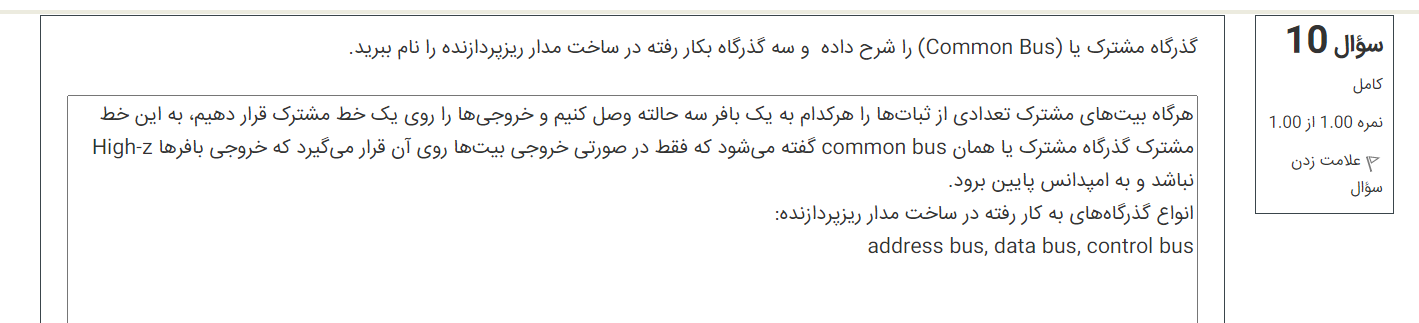 سؤال 10
کامل
نمره 1.00 از 1.00
علامت زدن
سؤال
گذرگاه مشترک یا (Common Bus) را شرح داده و سه گذرگاه بکار رفته در ساخت مدار ریزپردازنده را نام ببرید.
هرگاه بیت‌های مشترک تعدادی از ثبات‌ها را هرکدام به یک بافر سه حالته وصل کنیم و خروجی‌ها را روی یک خط مشترک قرار دهیم، به این خط
مشترک گذرگاه مشترک یا همان common bus گفته می‌شود که فقط در صورتی خروجی بیت‌ها روی آن قرار می‌گیرد که خروجی بافرها High-z
نباشد و به امپدانس پایین برود.
انواع گذرگاه‌های به کار رفته در ساخت مدار ریزپردازنده:
address bus, data bus, control bus